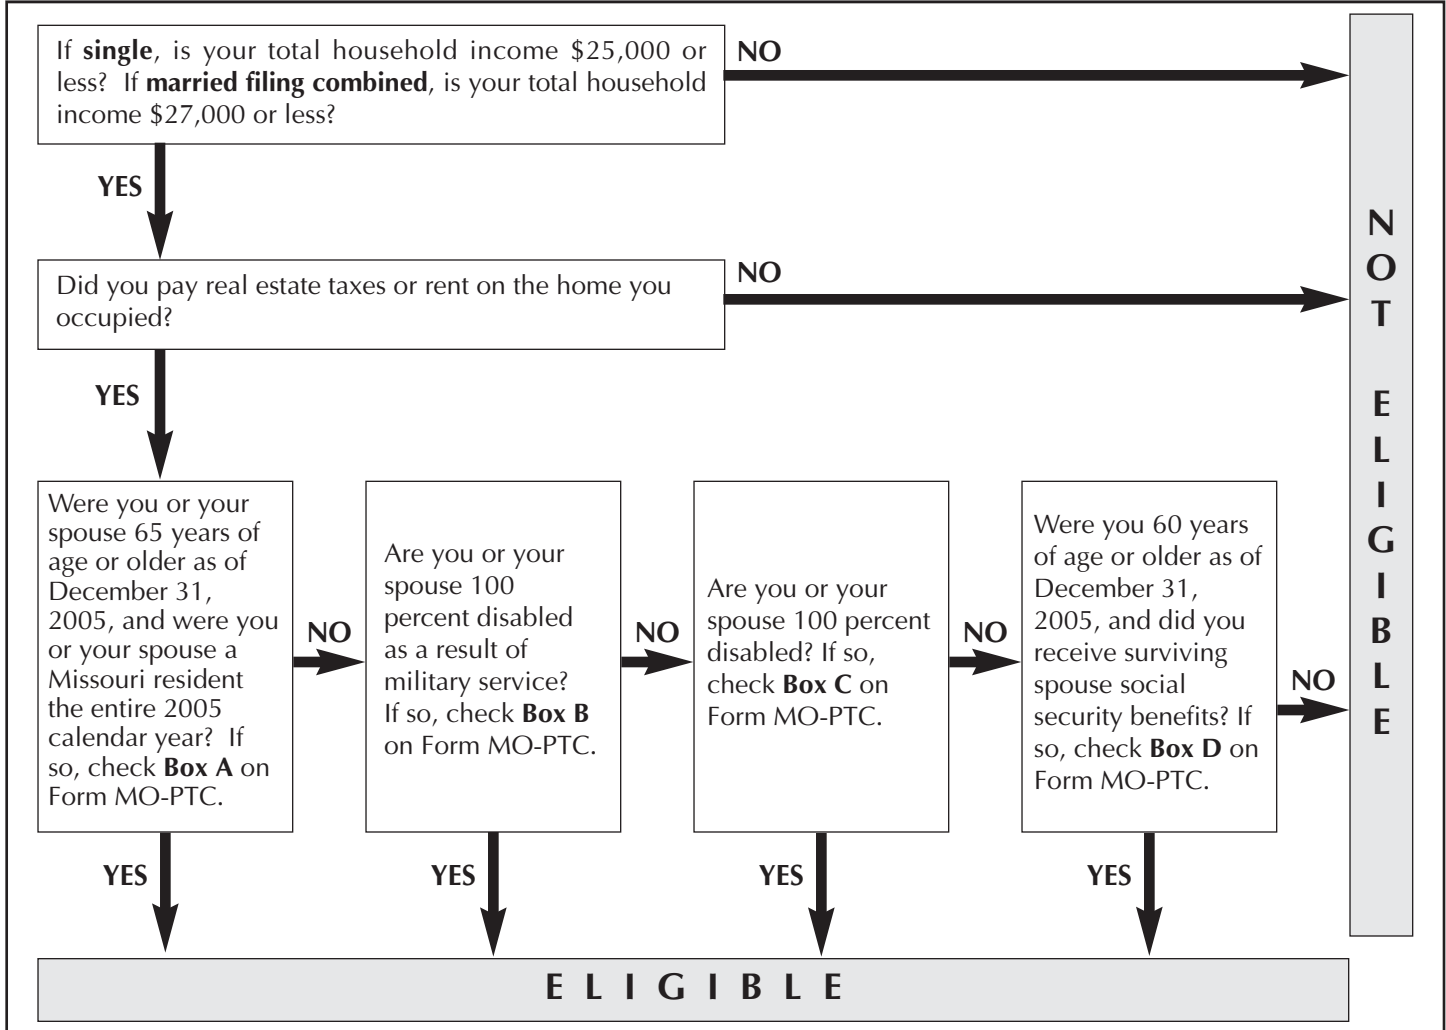 If single, is your total household income $25,000 or
less? If married filing combined, is your total household
income $27,000 or less?
NO
YES
Did you pay real estate taxes or rent on the home you
occupied?
NO
YES
Were you or your
spouse 65 years of
age or older as of
December 31,
2005, and were you
or your spouse a
Missouri resident
the entire 2005
calendar year? If
so, check Box A on
Form MO-PTC.
NO
Are you or your
spouse 100
percent disabled
as a result of
military service?
If so, check Box B
on Form MO-PTC.
NO
Are you or your
spouse 100 percent
disabled? If so,
check Box C on
Form MO-PTC.
NO
Were you 60 years
of age or older as of
December 31,
2005, and did you
receive surviving
spouse social
security benefits? If
so, check Box D on
Form MO-PTC.
NO
YES
YES
YES
YES
NOT ELIGIBLE
ELIGIBLE